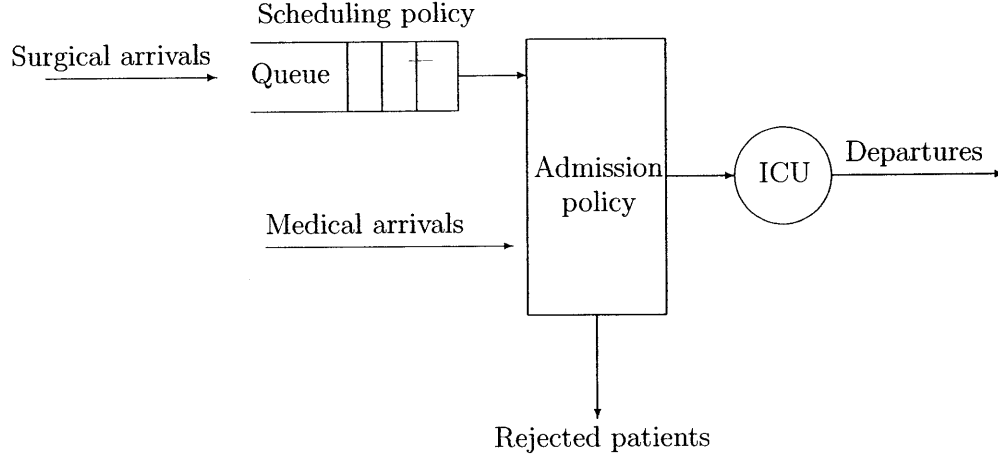 Scheduling policy
Surgical arrivals
Queue
Admission
policy
ICU
Departures
Medical arrivals
Rejected patients